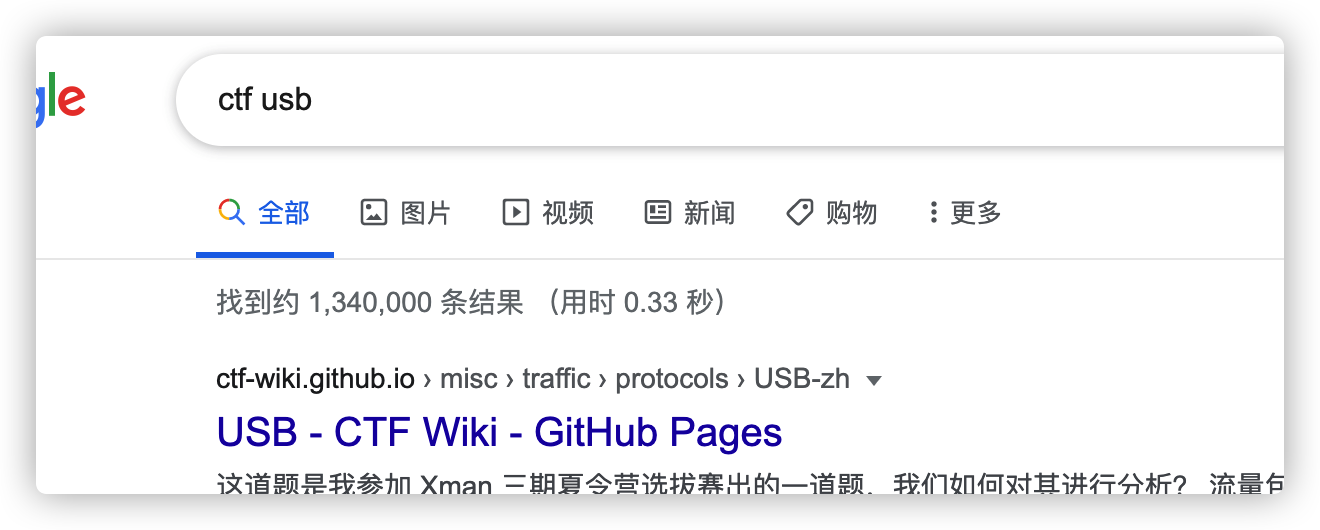 gle
ctf usb
全部 图片 视频 新闻 购物 更多
找到约 1,340,000 条结果 （用时 0.33 秒）
ctf-wiki.github.io › misc › traffic › protocols › USB-zh
USB - CTF Wiki - GitHub Pages
这道题是我参加 Xman 三期夏令营选拔赛出的一道题，我们如何对其进行分析？ 流量包